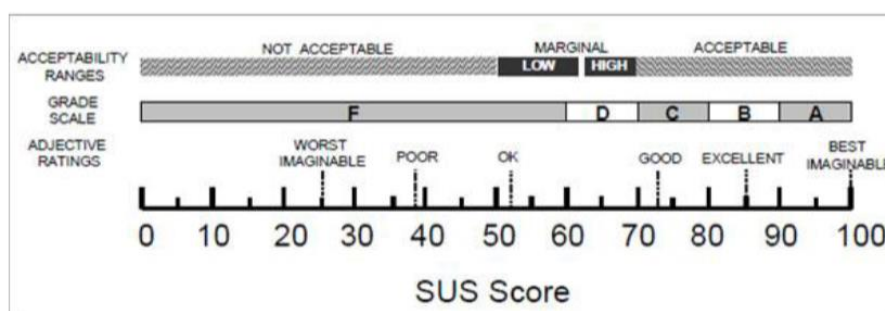 NOT ACCEPTABLE MARGINAL ACCEPTABLE
ACCEPTABILITY
RANGES
LOW HIGH
GRADE
SCALE
F D C B A
ADJECTIVE
RATINGS
WORST
IMAGINABLE
POOR OK GOOD EXCELLENT
BEST
IMAGINABLE
0 10 20 30 40 50 60 70 80 90 100
SUS Score